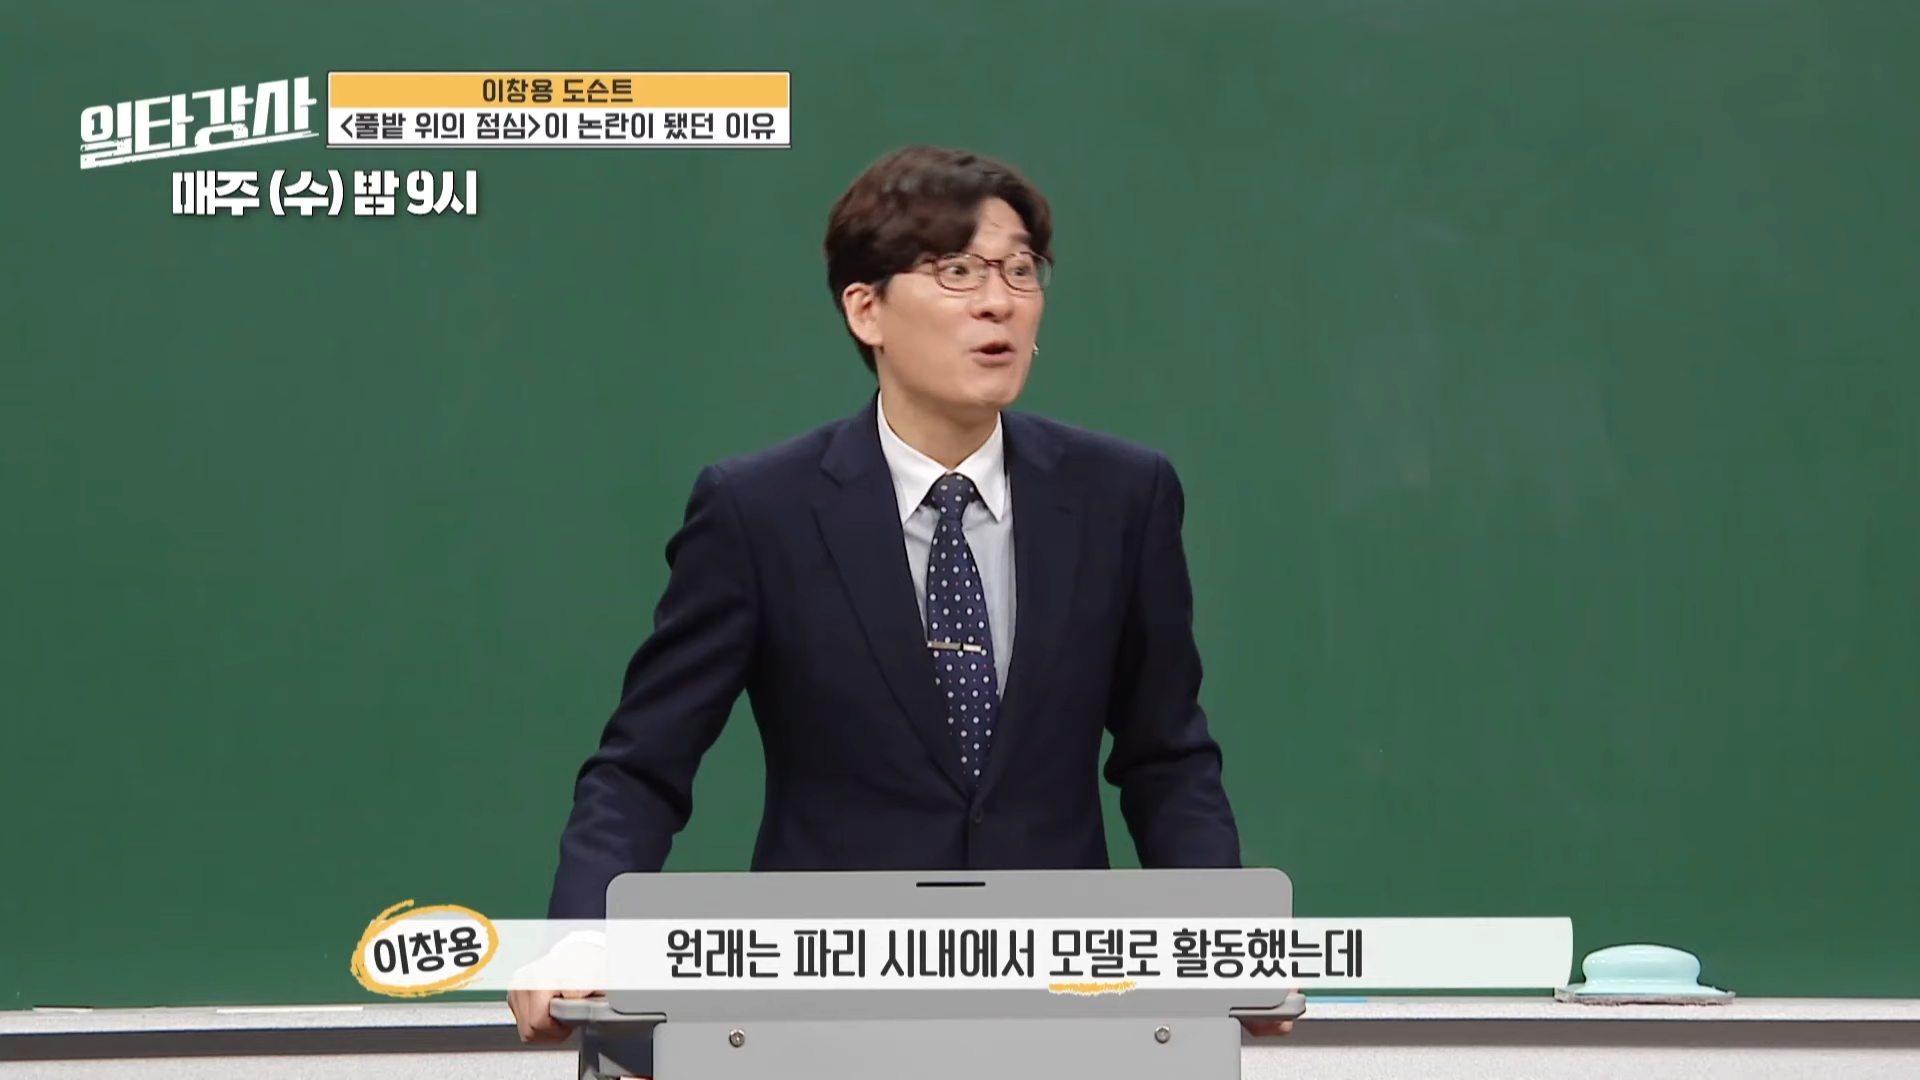 일타강사
이창용 도슨트
<풀밭 위의 점심>이 논란이 됐던 이유
매주 (수) 밤 9시
이창용
원래는 파리 시내에서 모델로 활동했는데